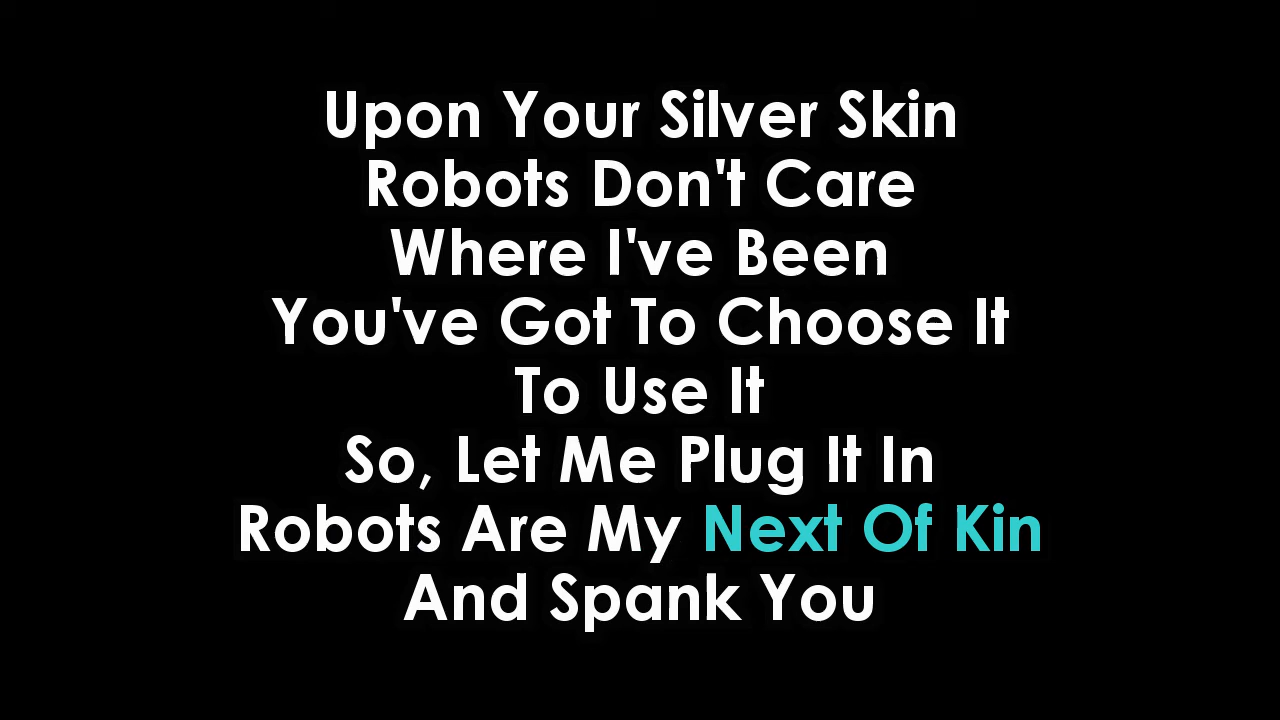 Upon Your Silver Skin
Robots Don't Care
Where I've Been
You've Got To Choose It
To Use It
So, Let Me Plug It In
Robots Are My Next Of Kin
And Spank You